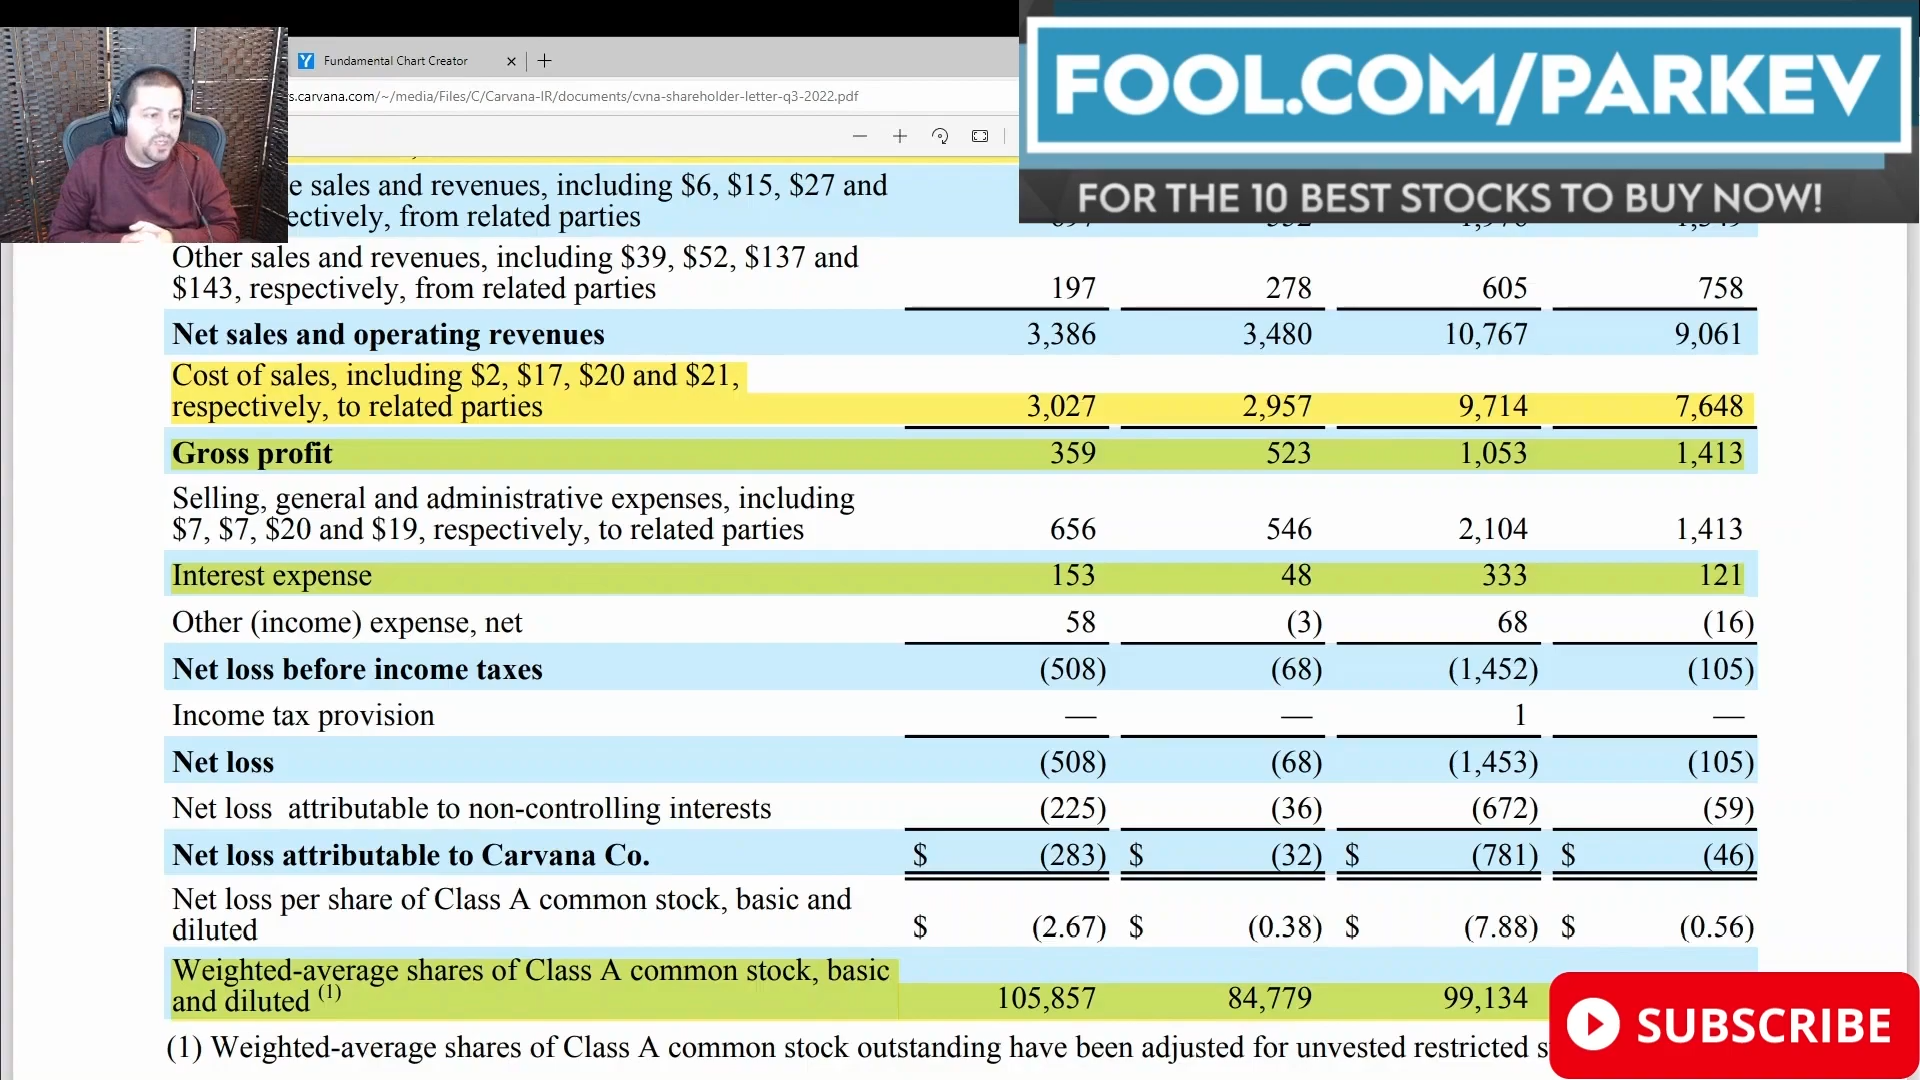 Fundamental Chart Creator
FOOL.COM/PARKEV
FOR THE 10 BEST STOCKS TO BUY NOW!
s.carvana.com/~/media/Files/C/Carvana-IR/documents/cvna-shareholder-letter-q3-2022.pdf
e sales and revenues, including $6, $15, $27 and
ectively, from related parties
Other sales and revenues, including $39, $52, $137 and
$143, respectively, from related parties 197 278 605 758
Net sales and operating revenues 3,386 3,480 10,767 9,061
Cost of sales, including $2, $17, $20 and $21,
respectively, to related parties 3,027 2,957 9,714 7,648
Gross profit 359 523 1,053 1,413
Selling, general and administrative expenses, including
$7, $7, $20 and $19, respectively, to related parties 656 546 2,104 1,413
Interest expense 153 48 333 121
Other (income) expense, net 58 (3) 68 (16)
Net loss before income taxes (508) (68) (1,452) (105)
Income tax provision — — 1 —
Net loss (508) (68) (1,453) (105)
Net loss attributable to non-controlling interests (225) (36) (672) (59)
Net loss attributable to Carvana Co. $ (283) $ (32) $ (781) $ (46)
Net loss per share of Class A common stock, basic and
diluted $ (2.67) $ (0.38) $ (7.88) $ (0.56)
Weighted-average shares of Class A common stock, basic
and diluted (1) 105,857 84,779 99,134
(1) Weighted-average shares of Class A common stock outstanding have been adjusted for unvested restricted s
SUBSCRIBE